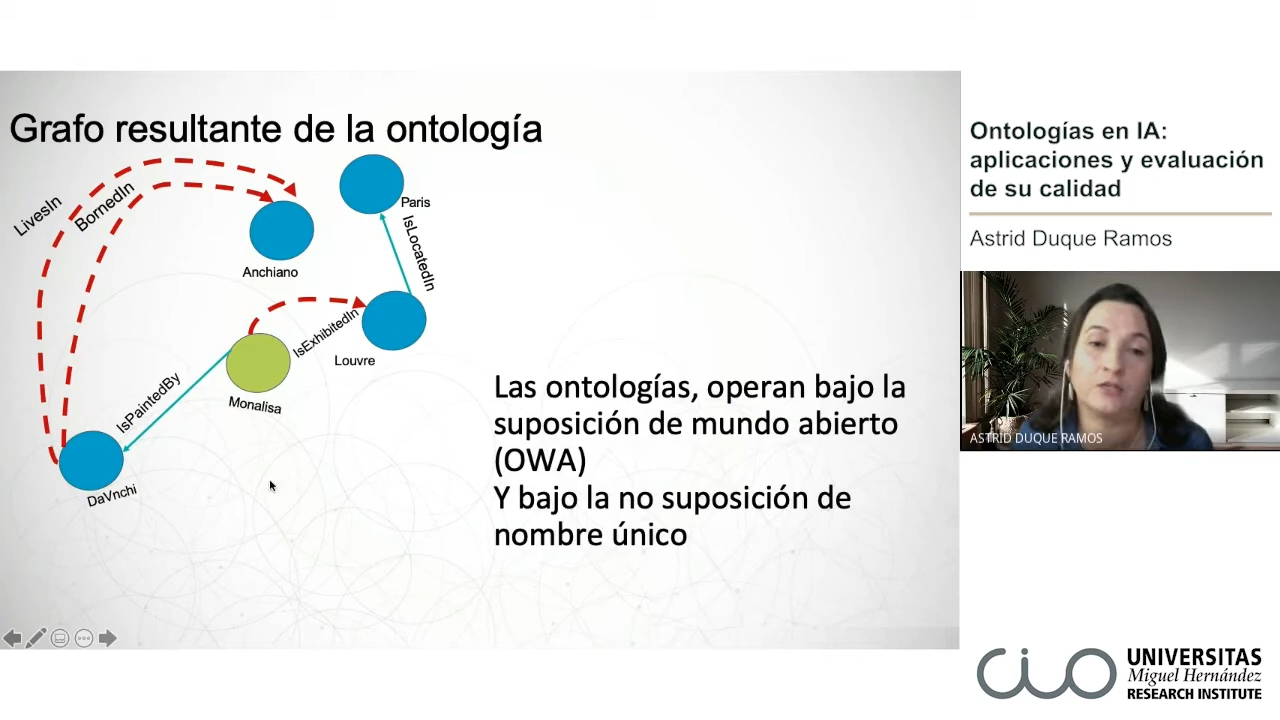 Grafo resultante de la ontología
LivesIn
BornedIn
Paris
IsLocatedIn
Anchiano
IsExhibitedIn
Louvre
Monalisa
IsPaintedBy
DaVnchi
Las ontologías, operan bajo la
suposición de mundo abierto
(OWA)
Y bajo la no suposición de
nombre único
Ontologías en IA:
aplicaciones y evaluación
de su calidad
Astrid Duque Ramos
ASTRID DUQUE RAMOS
cio
UNIVERSITAS
Miguel Hernández
RESEARCH INSTITUTE